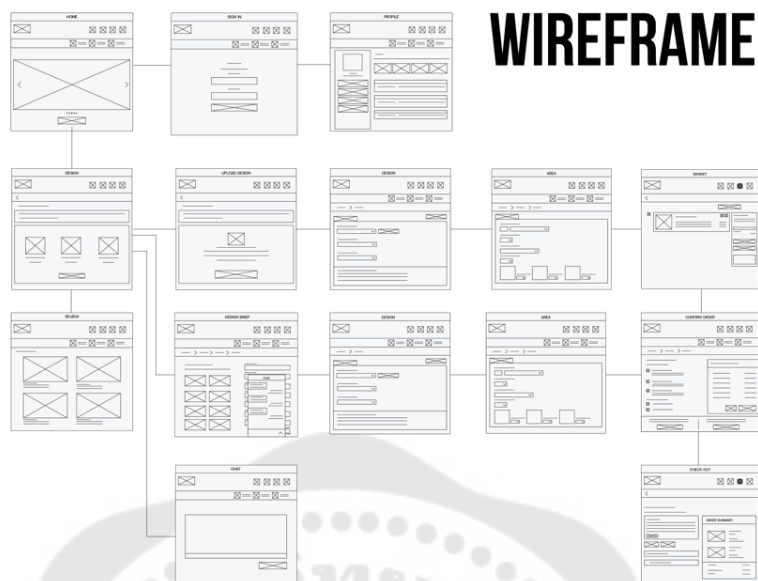 WIREFRAME
HOME
SIGN IN
PROFILE
DESIGN
UPLOAD DESIGN
DESIGN
AREA
BASKET
REVIEW
DESIGN BRIEF
CHAT
DESIGN
AREA
CONFIRM ORDER
CHAT
CHECK OUT
ORDER SUMMARY